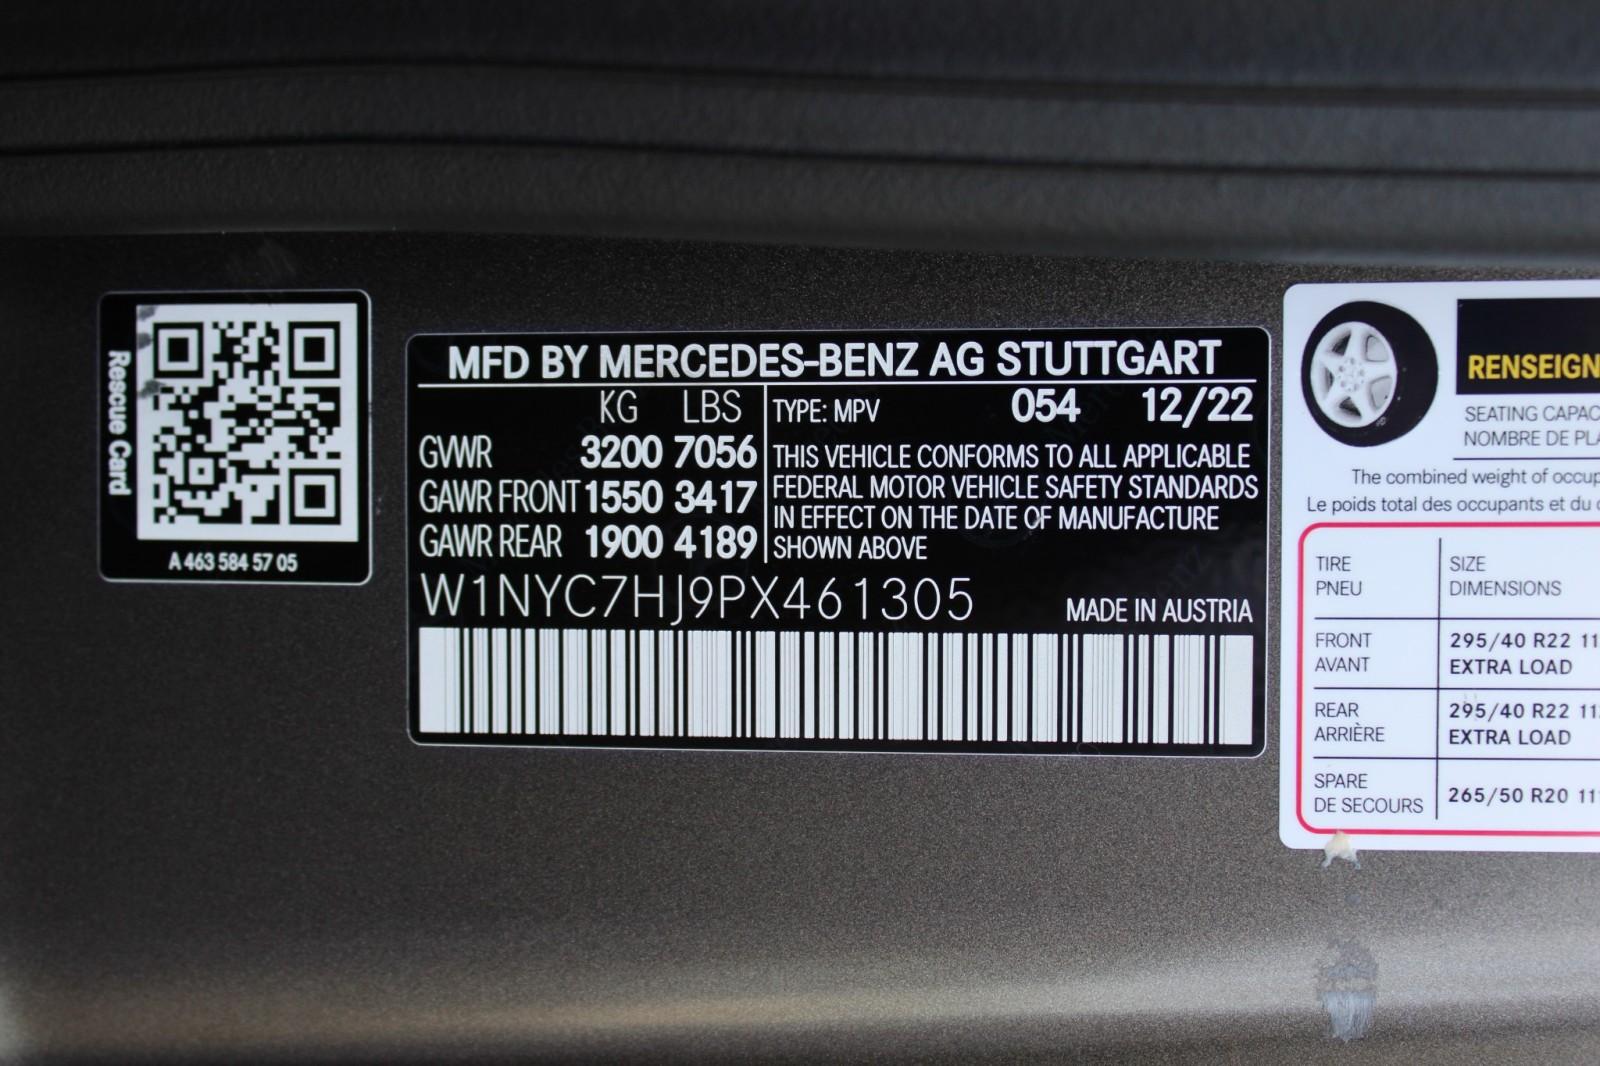 Rescue Card
A 463 584 57 05
MFD BY MERCEDES-BENZ AG STUTTGART
KG LBS
GVWR 3200 7056
GAWR FRONT 1550 3417
GAWR REAR 1900 4189
TYPE: MPV 054 12/22
THIS VEHICLE CONFORMS TO ALL APPLICABLE
FEDERAL MOTOR VEHICLE SAFETY STANDARDS
IN EFFECT ON THE DATE OF MANUFACTURE
SHOWN ABOVE
W1NYC7HJ9PX461305
MADE IN AUSTRIA
RENSEIGN
SEATING CAPAC
NOMBRE DE PLA
The combined weight of occup
Le poids total des occupants et du
TIRE SIZE
PNEU DIMENSIONS
FRONT 295/40 R22 11
AVANT EXTRA LOAD
REAR 295/40 R22 11
ARRIÈRE EXTRA LOAD
SPARE
DE SECOURS 265/50 R20 11